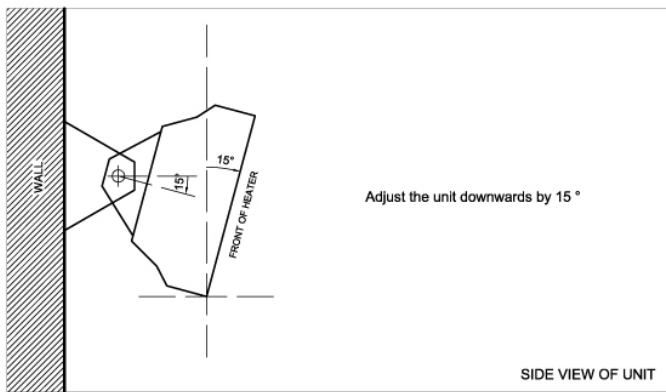 WALL
15°
15°
FRONT OF HEATER
Adjust the unit downwards by 15 °
SIDE VIEW OF UNIT